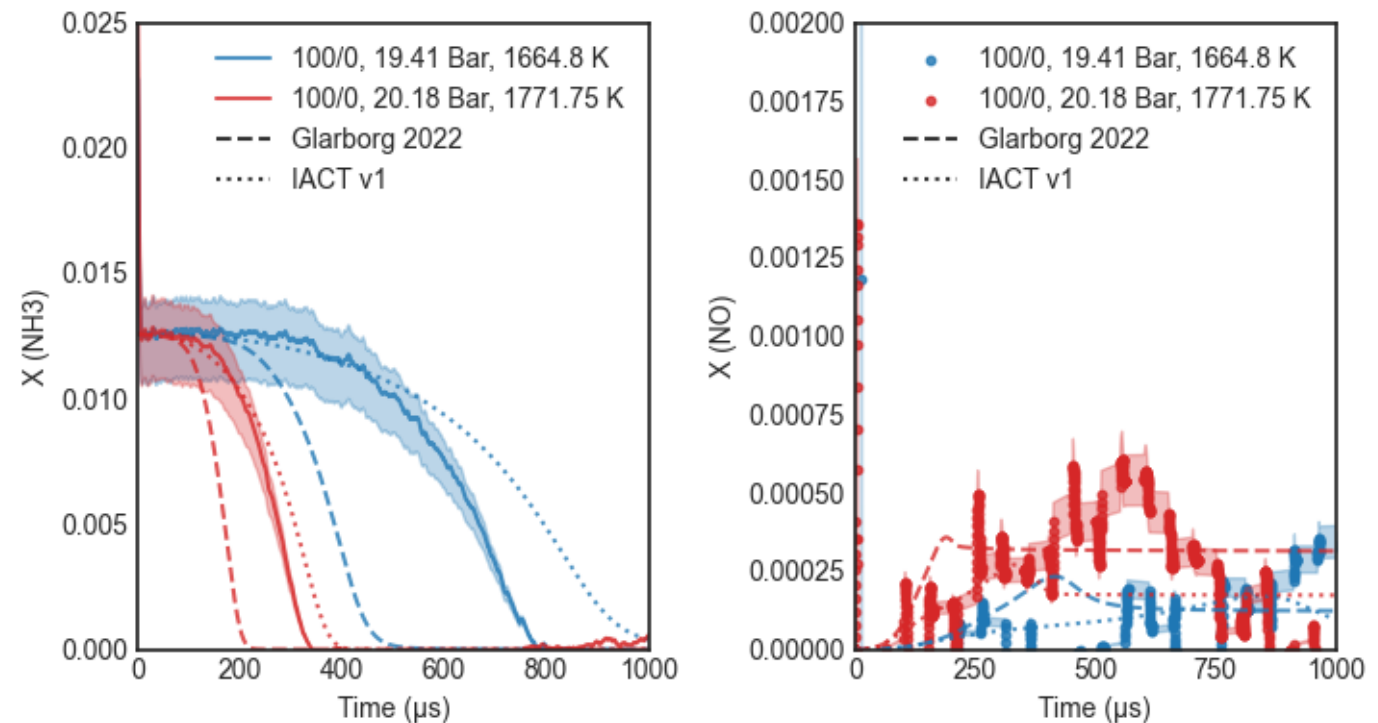 0.025
0.020
0.015
0.010
0.005
0.000
X (NH3)
100/0, 19.41 Bar, 1664.8 K
100/0, 20.18 Bar, 1771.75 K
Glarborg 2022
IACT v1
0 200 400 600 800 1000
Time (µs)
0.00200
0.00175
0.00150
0.00125
0.00100
0.00075
0.00050
0.00025
0.00000
X (NO)
100/0, 19.41 Bar, 1664.8 K
100/0, 20.18 Bar, 1771.75 K
Glarborg 2022
IACT v1
0 250 500 750 1000
Time (µs)